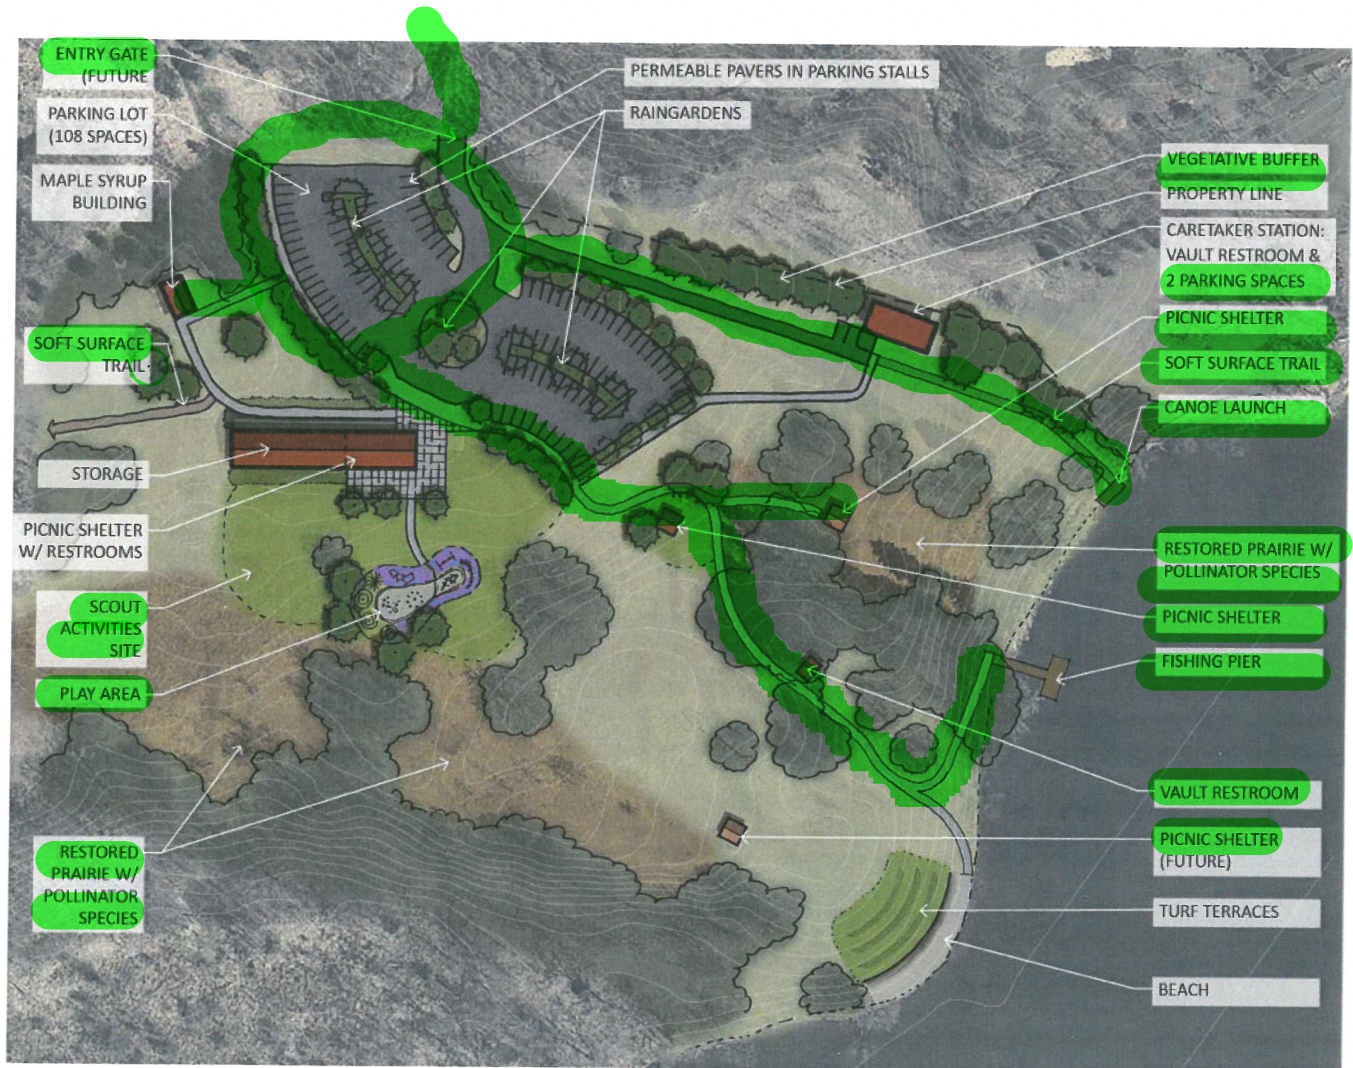 ENTRY GATE
(FUTURE
PARKING LOT
(108 SPACES)
MAPLE SYRUP
BUILDING
SOFT SURFACE
TRAIL
STORAGE
PICNIC SHELTER
W/ RESTROOMS
SCOUT
ACTIVITIES
SITE
PLAY AREA
RESTORED
PRAIRIE W/
POLLINATOR
SPECIES
PERMEABLE PAVERS IN PARKING STALLS
RAINGARDENS
VEGETATIVE BUFFER
PROPERTY LINE
CARETAKER STATION:
VAULT RESTROOM &
2 PARKING SPACES
PICNIC SHELTER
SOFT SURFACE TRAIL
CANOE LAUNCH
RESTORED PRAIRIE W/
POLLINATOR SPECIES
PICNIC SHELTER
FISHING PIER
VAULT RESTROOM
PICNIC SHELTER
(FUTURE)
TURF TERRACES
BEACH